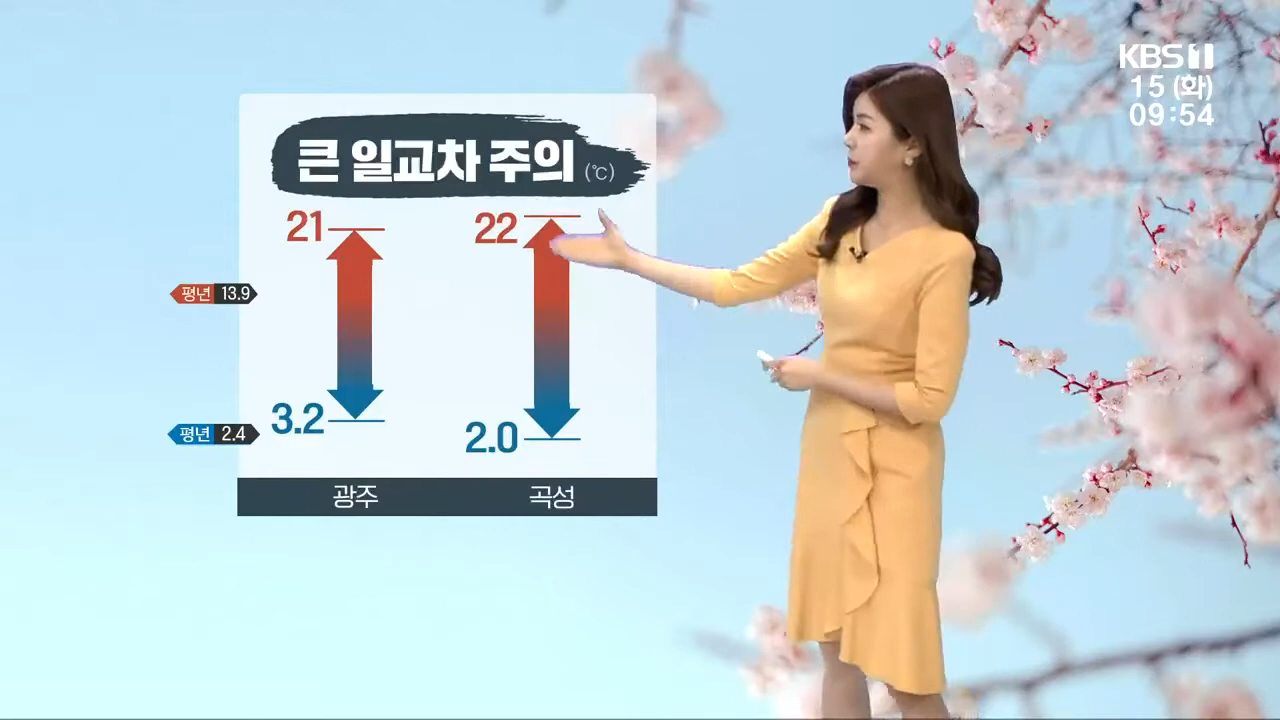 KBS 1
15 (화)
09:54
큰 일교차 주의 (℃)
21
22
평년 13.9
평년 2.4
3.2
2.0
광주
곡성